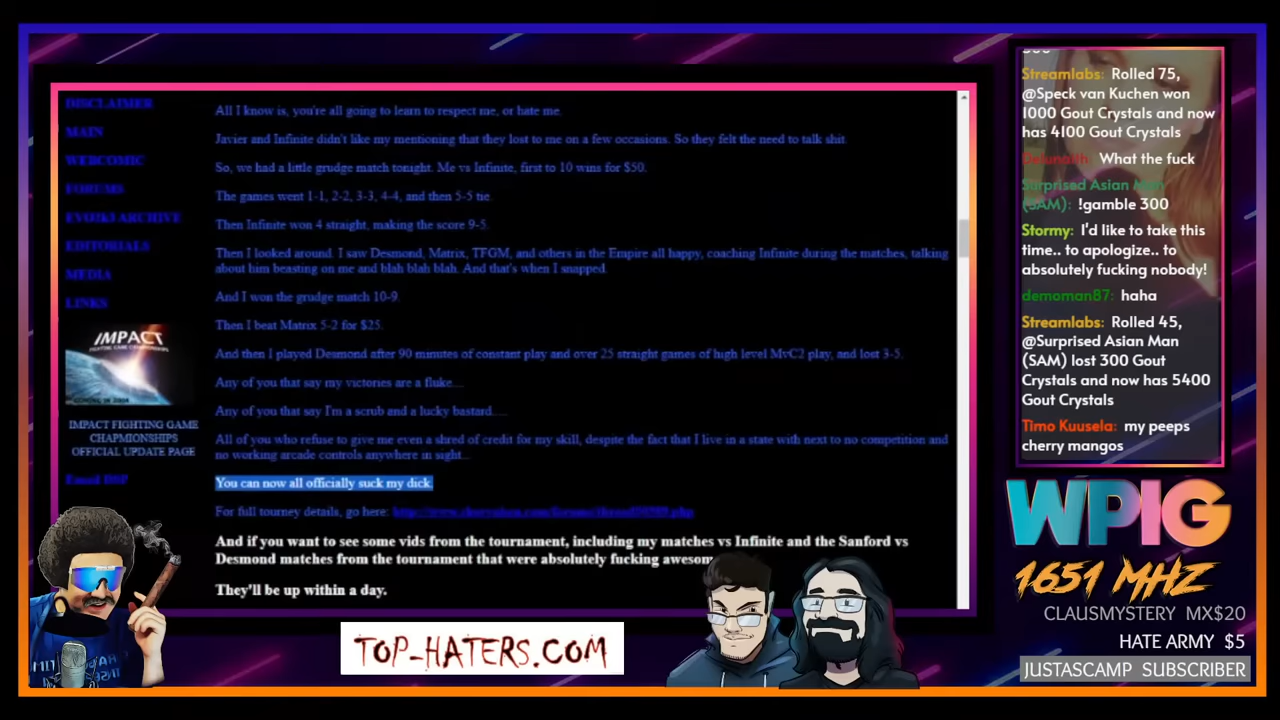 DISCLAIMER
MAIN
WEBCOMIC
FORUMS
EVO2K3 ARCHIVE
EDITORIALS
MEDIA
LINKS
IMPACT
IMPACT FIGHTING GAME
CHAPMIONSHIPS
OFFICIAL UPDATE PAGE
Email DSP
All I know is, you're all going to learn to respect me, or hate me.
Javier and Infinite didn't like my mentioning that they lost to me on a few occasions. So they felt the need to talk shit.
So, we had a little grudge match tonight. Me vs Infinite, first to 10 wins for $50.
The games went 1-1, 2-2, 3-3, 4-4, and then 5-5 tie.
Then Infinite won 4 straight, making the score 9-5.
Then I looked around. I saw Desmond, Matrix, TFGM, and others in the Empire all happy, coaching Infinite during the matches, talking
about him beasting on me and blah blah blah. And that's when I snapped.
And I won the grudge match 10-9.
Then I beat Matrix 5-2 for $25.
And then I played Desmond after 90 minutes of constant play and over 25 straight games of high level MvC2 play, and lost 3-5.
Any of you that say my victories are a fluke....
Any of you that say I'm a scrub and a lucky bastard.....
All of you who refuse to give me even a shred of credit for my skill, despite the fact that I live in a state with next to no competition and
no working arcade controls anywhere in sight...
You can now all officially suck my dick.
For full tourney details, go here:
And if you want to see some vids from the tournament, including my matches vs Infinite and the Sanford vs
Desmond matches from the tournament that were absolutely fucking awesom
They'll be up within a day.
TOP-HATERS.COM
Streamlabs: Rolled 75,
@Speck van Kuchen won
1000 Gout Crystals and now
has 4100 Gout Crystals
What the fuck
Surprised Asian Man
(SAM): !gamble 300
Stormy: I'd like to take this
time.. to apologize.. to
absolutely fucking nobody!
demoman87: haha
Streamlabs: Rolled 45,
@Surprised Asian Man
(SAM) lost 300 Gout
Crystals and now has 5400
Gout Crystals
Timo Kuusela: my peeps
cherry mangos
WPIG
1651 MHZ
CLAUSMYSTERY MX$20
HATE ARMY $5
JUSTASCAMP SUBSCRIBER